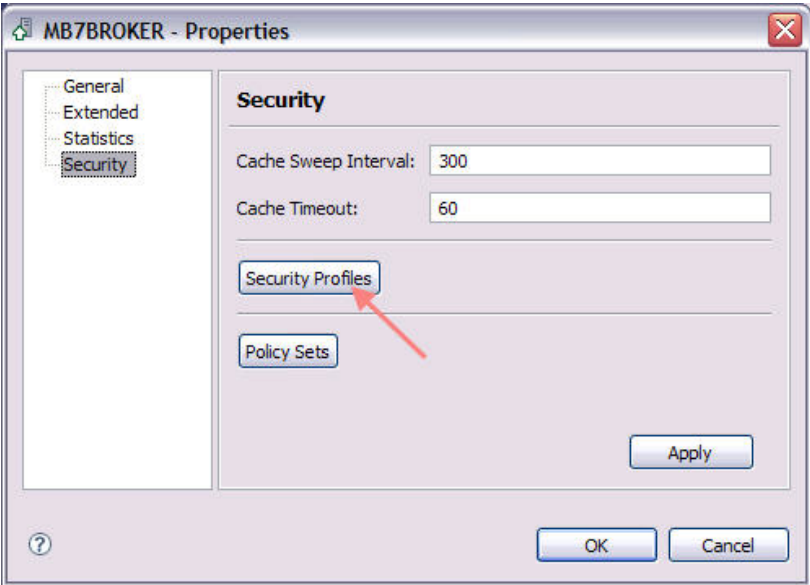 MB7BROKER - Properties
General
Extended
Statistics
Security
Security
Cache Sweep Interval: 300
Cache Timeout: 60
Security Profiles
Policy Sets
Apply
?
OK Cancel